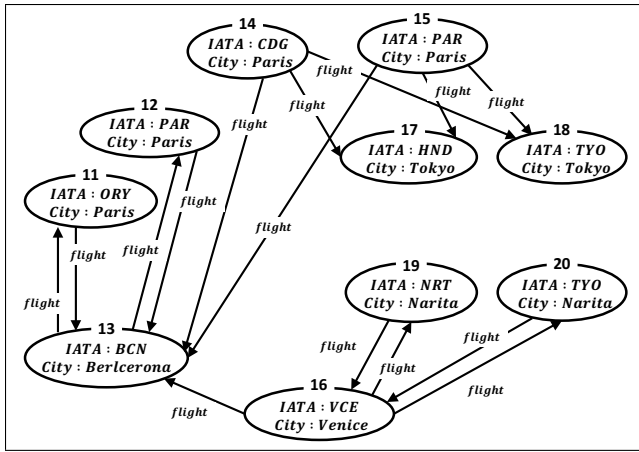 14
IATA : CDG
City : Paris
15
IATA : PAR
City : Paris
flight
flight
flight
flight
12
IATA : PAR
City : Paris
flight
17
IATA : HND
City : Tokyo
18
IATA : TYO
City : Tokyo
11
IATA : ORY
City : Paris
flight
flight
flight
flight
flight
flight
13
IATA : BCN
City : Berlcerona
19
IATA : NRT
City : Narita
20
IATA : TYO
City : Narita
flight
flight
flight
flight
flight
16
IATA : VCE
City : Venice